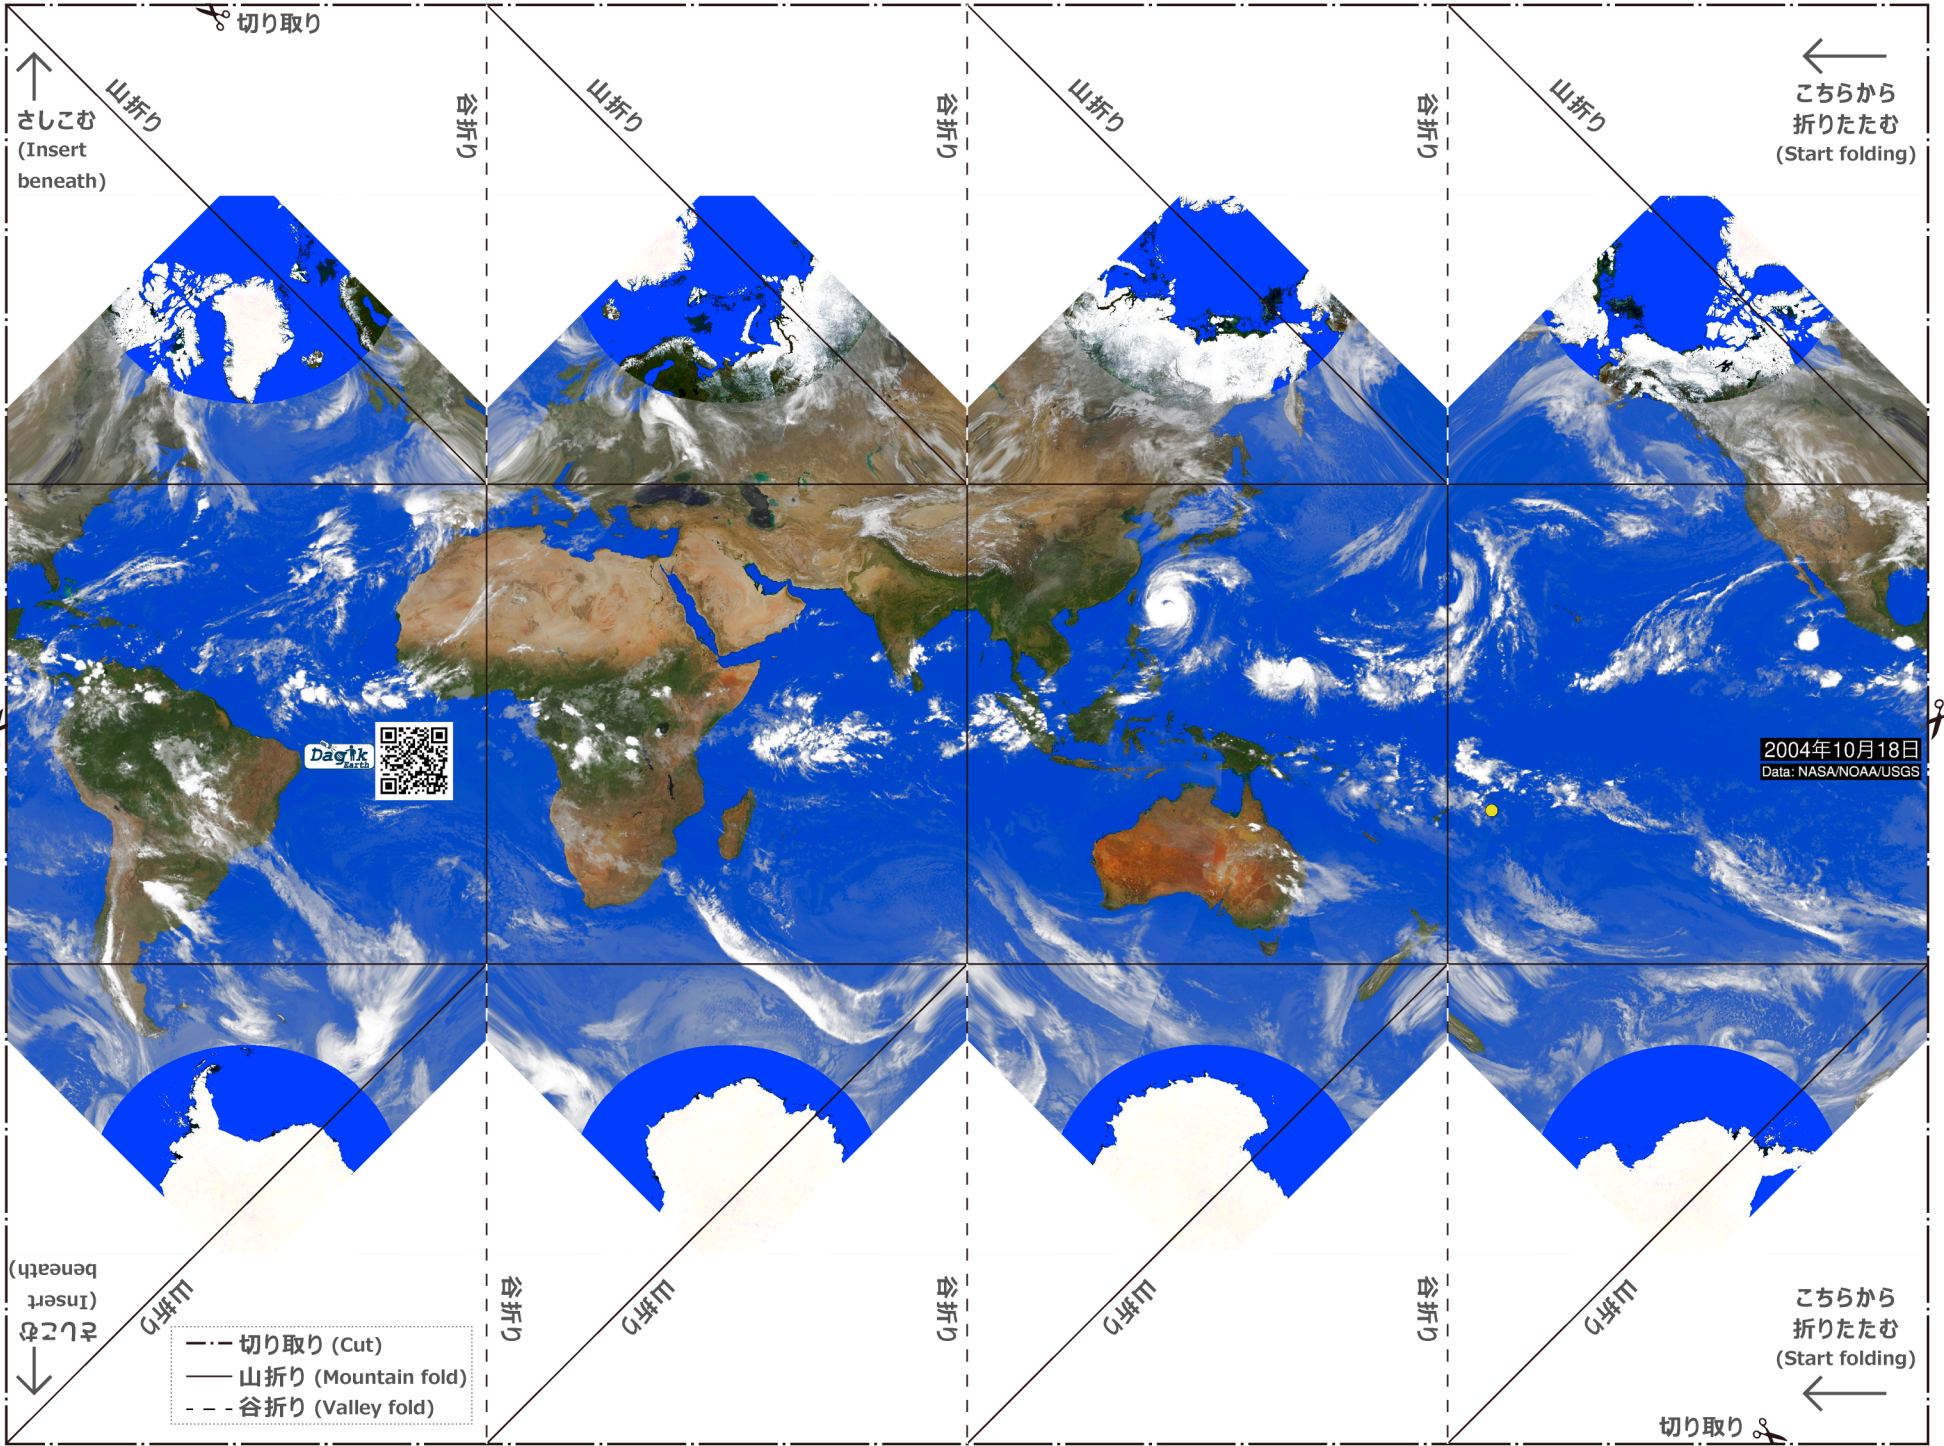 切り取り
山折り
谷折り
山折り
谷折り
山折り
谷折り
山折り
さしこむ
(Insert
beneath)
こちらから
折りたたむ
(Start folding)
Dagik
Earth
2004年10月18日
Data: NASA/NOAA/USGS
さしこむ
(Insert
beneath)
山折り
谷折り
山折り
谷折り
山折り
谷折り
山折り
こちらから
折りたたむ
(Start folding)
切り取り (Cut)
山折り (Mountain fold)
谷折り (Valley fold)
切り取り